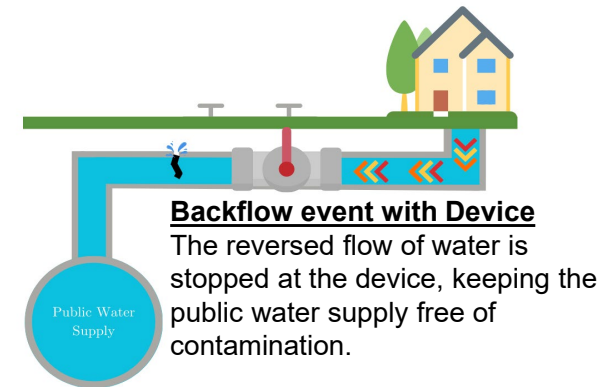 Backflow event with Device
The reversed flow of water is
stopped at the device, keeping the
public water supply free of
contamination.
Public Water
Supply